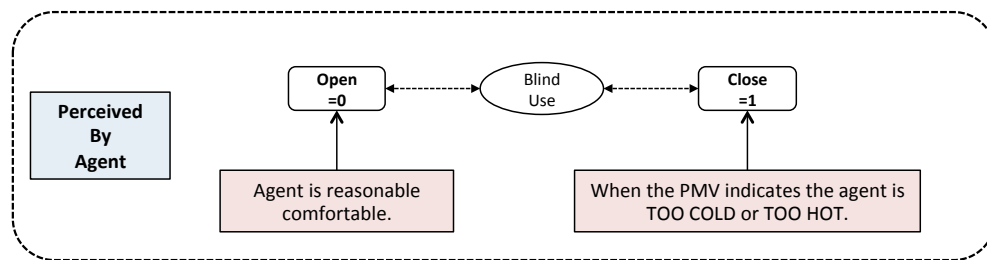 Open
=0
Blind
Use
Close
=1
Perceived
By
Agent
Agent is reasonable
comfortable.
When the PMV indicates the agent is
TOO COLD or TOO HOT.